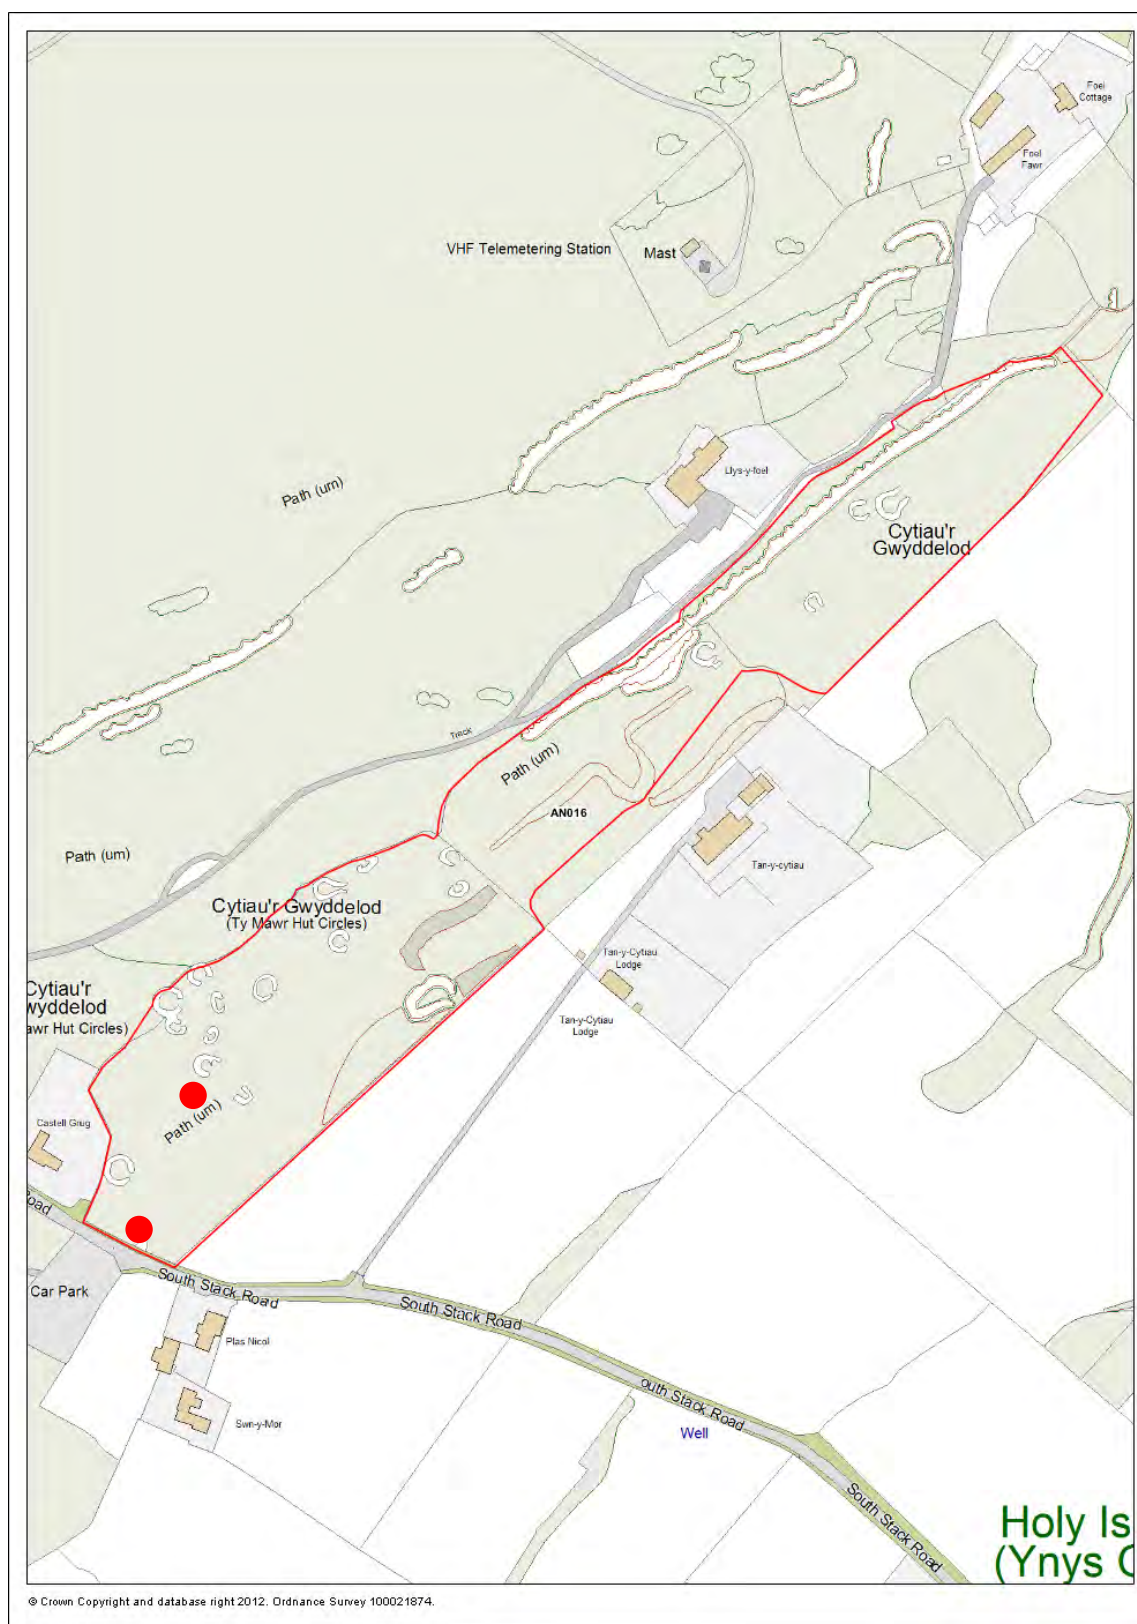 Foel
Cottage
Foel
Fawr
VHF Telemetering Station
Mast
Llys-y-foel
Path (um)
Cytiau'r
Gwyddelod
Track
Path (um)
AN016
Path (um)
Tan-y-cytiau
Cytiau'r Gwyddelod
(Ty Mawr Hut Circles)
Tan-y-Cytiau
Lodge
Cytiau'r
wyddelod
awr Hut Circles)
Tan-y-Cytiau
Lodge
Castell Grug
Path (um)
Road
Car Park
South Stack Road
South Stack Road
Plas Nicol
outh Stack Road
Swn-y-Mor
Well
South Stack Road
Holy Is
(Ynys C
© Crown Copyright and database right 2012. Ordnance Survey 100021874.